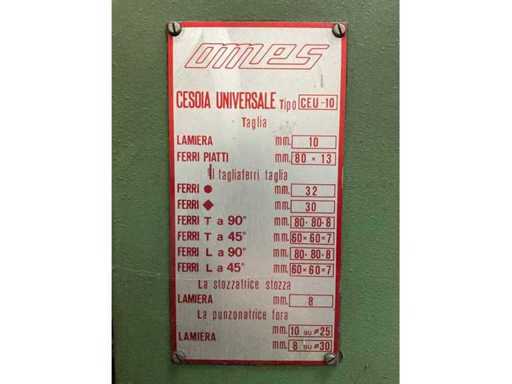 OMES
CESOIA UNIVERSALE Tipo CEU-10
Taglia
LAMIERA mm. 10
FERRI PIATTI mm. 80 × 13
Il tagliaferri taglia
FERRI ● mm. 32
FERRI ◆ mm. 30
FERRI T a 90° mm. 80-80-8
FERRI T a 45° mm. 60×60×7
FERRI L a 90° mm. 80-80-8
FERRI L a 45° mm. 60×60×7
La stozzatrice stozza
LAMIERA mm. 8
La punzonatrice fora
LAMIERA mm. 10 su ø25
mm. 8 su ø30